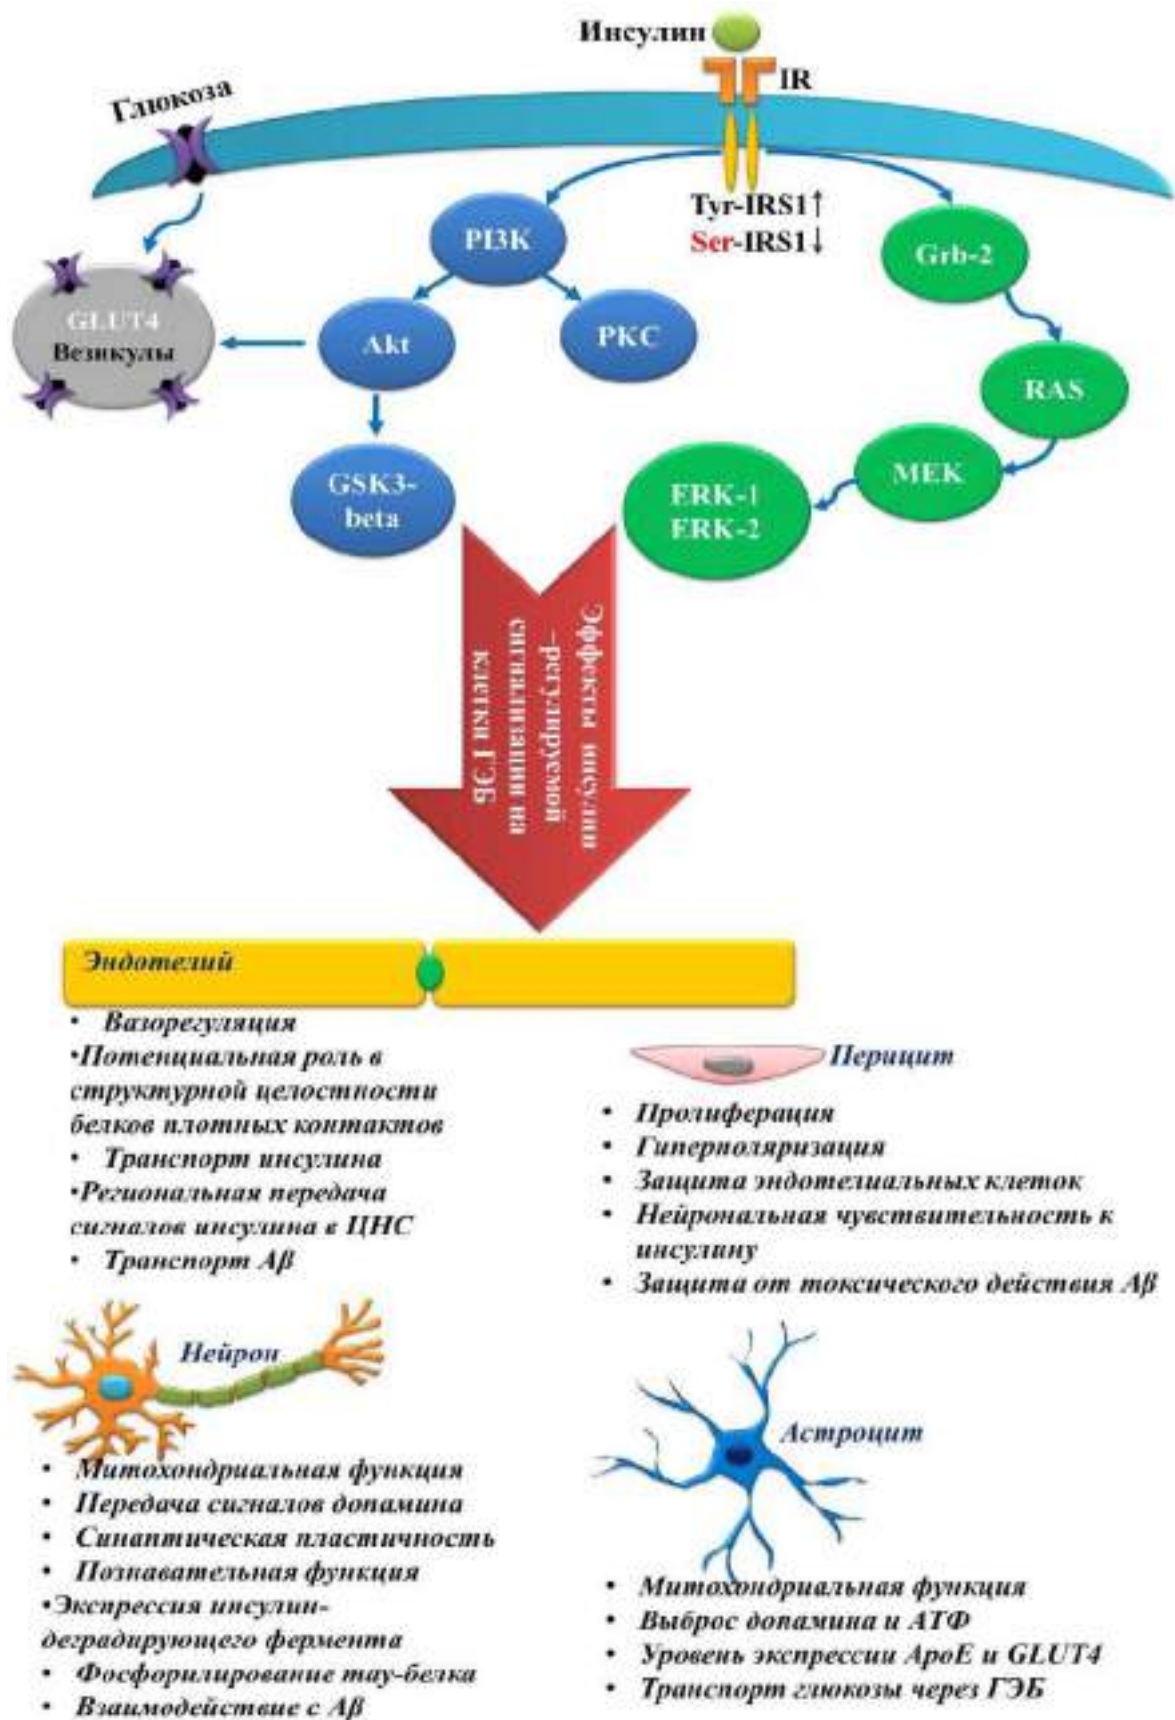 Инсулин
IR
Глюкоза
Tyr-IRS1↑
Ser-IRS1↓
PI3K
Grb-2
GLUT4
Везикулы
Akt
PKC
RAS
GSK3-
beta
MEK
ERK-1
ERK-2
Эффекты инсулин
-регулируемой
сигнализации на
клетки ГЭБ
Эндотелий
• Вазорегуляция
•Потенциальная роль в
структурной целостности
белков плотных контактов
• Транспорт инсулина
•Региональная передача
сигналов инсулина в ЦНС
• Транспорт Аβ
Перицит
• Пролиферация
• Гиперполяризация
• Защита эндотелиальных клеток
• Нейрональная чувствительность к
инсулину
• Защита от токсического действия Аβ
Нейрон
• Митохондриальная функция
• Передача сигналов допамина
• Синаптическая пластичность
• Познавательная функция
•Экспрессия инсулин-
деградирующего фермента
• Фосфорилирование тау-белка
• Взаимодействие с Аβ
Астроцит
• Митохондриальная функция
• Выброс допамина и АТФ
• Уровень экспрессии ApoE и GLUT4
• Транспорт глюкозы через ГЭБ